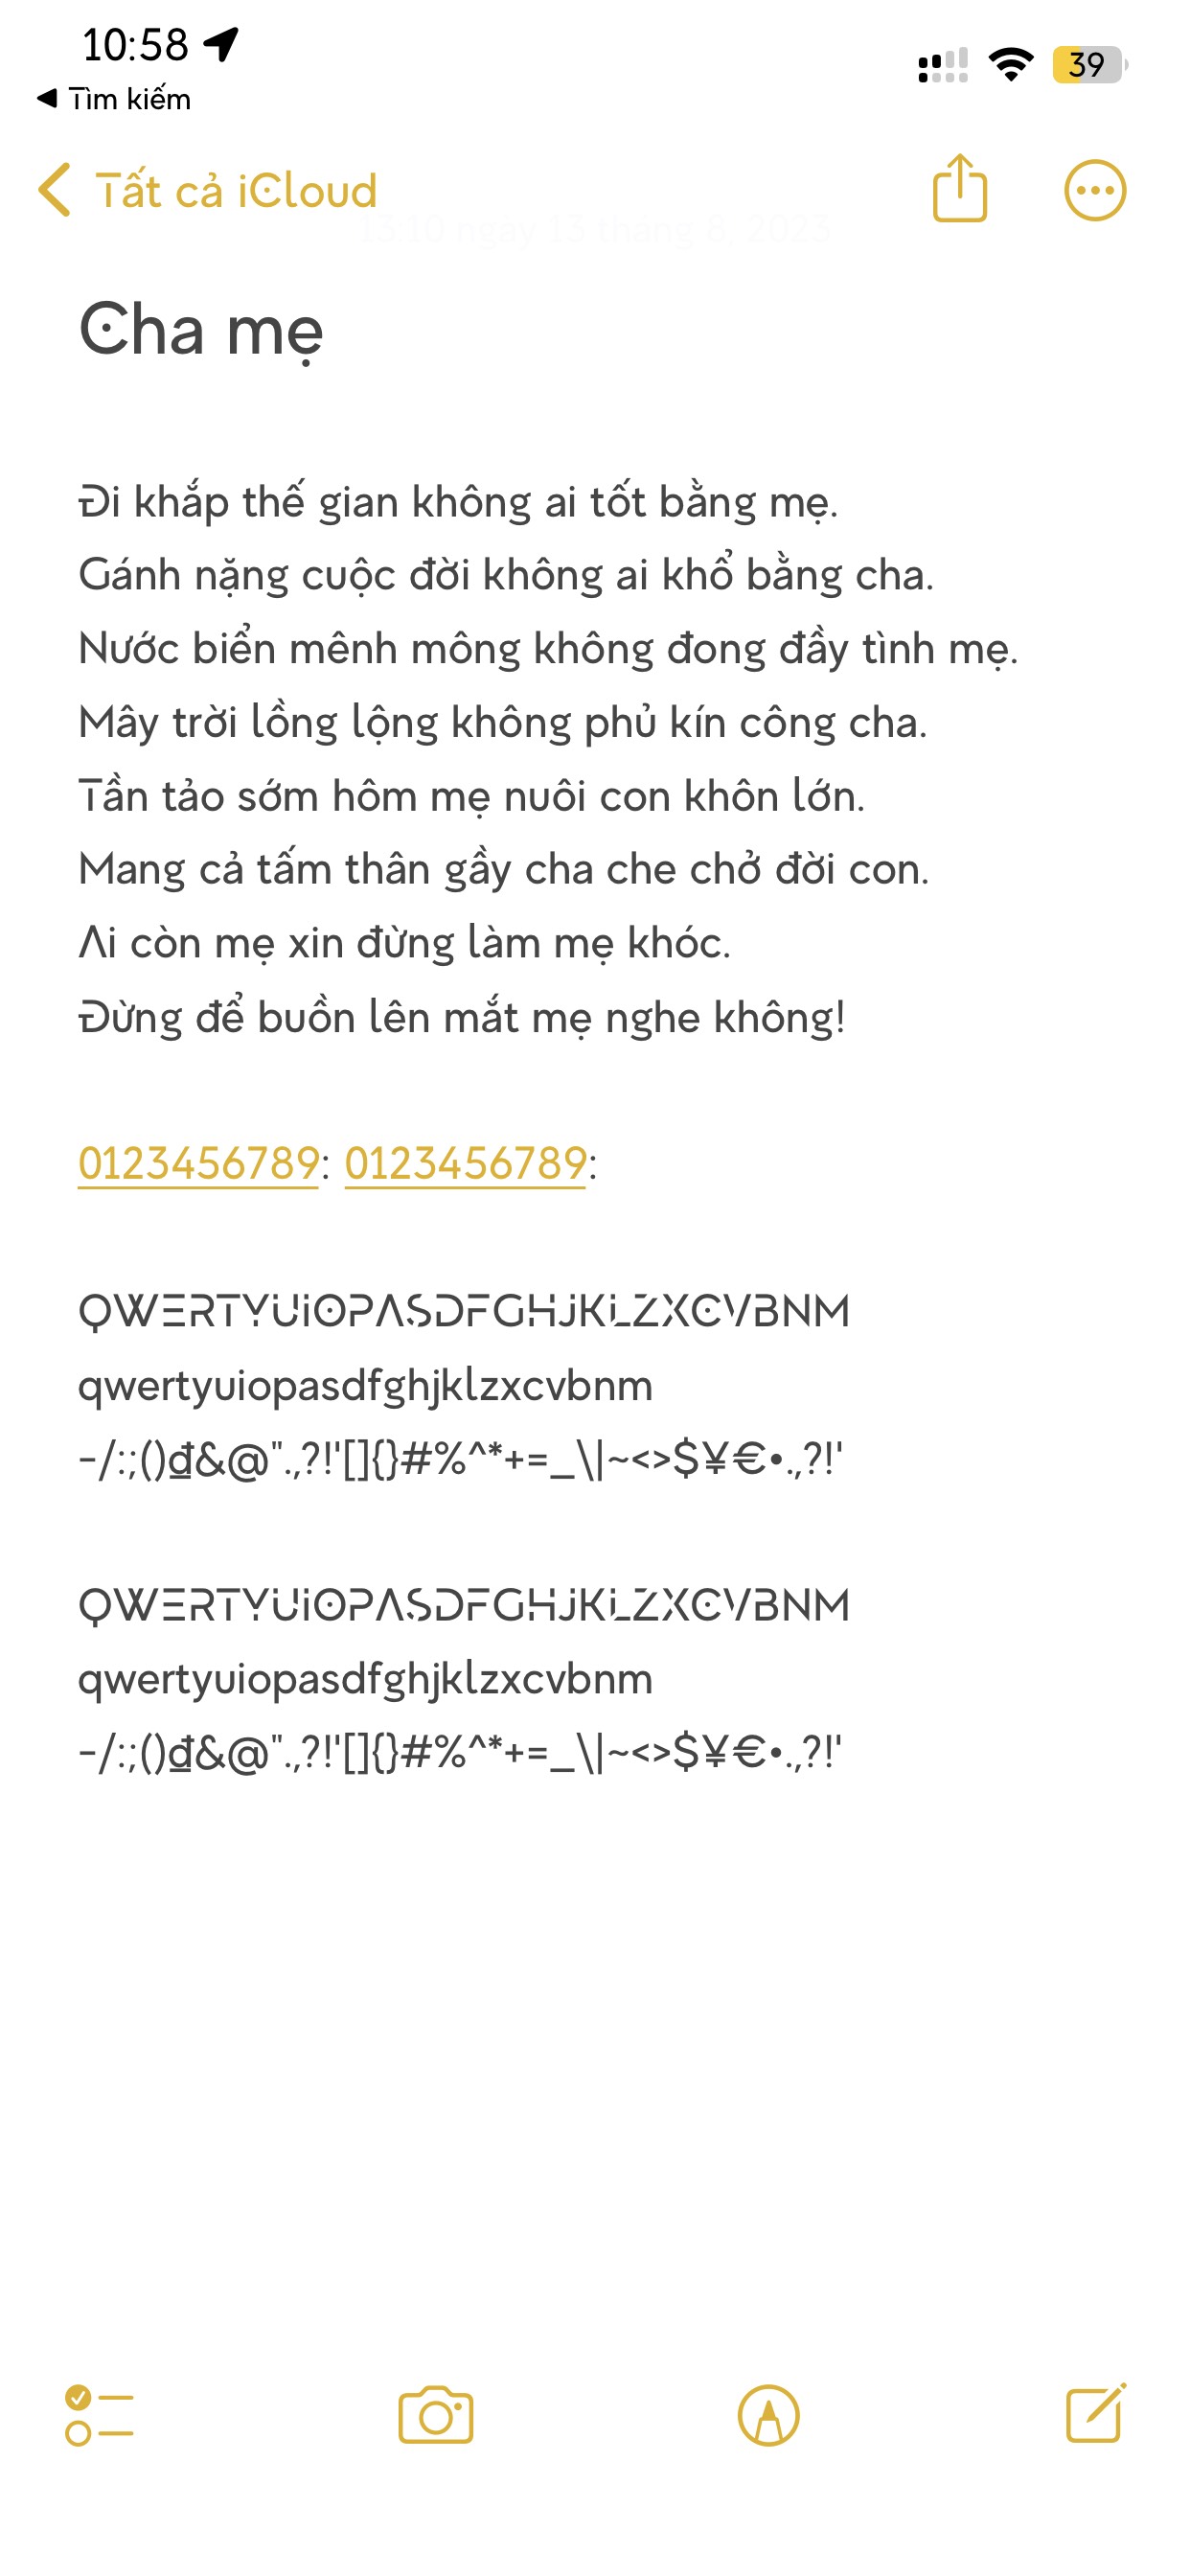 10:58
39
Tìm kiếm
Tất cả iCloud
13:10 ngày 13 tháng 8, 2023
Cha mẹ
Đi khắp thế gian không ai tốt bằng mẹ.
Gánh nặng cuộc đời không ai khổ bằng cha.
Nước biển mênh mông không đong đầy tình mẹ.
Mây trời lồng lộng không phủ kín công cha.
Tần tảo sớm hôm mẹ nuôi con khôn lớn.
Mang cả tấm thân gầy cha che chở đời con.
Ai còn mẹ xin đừng làm mẹ khóc.
Đừng để buồn lên mắt mẹ nghe không!
0123456789: 0123456789:
QWERTYUiOPASDFGHJKLZXCVBNM
qwertyuiopasdfghjklzxcvbnm
-/:;()₫&@".,?!'[]{}#%^*+=_\|~<>$¥€•.,?!'
QWERTYUiOPASDFGHJKLZXCVBNM
qwertyuiopasdfghjklzxcvbnm
-/:;()₫&@".,?!'[]{}#%^*+=_\|~<>$¥€•.,?!'